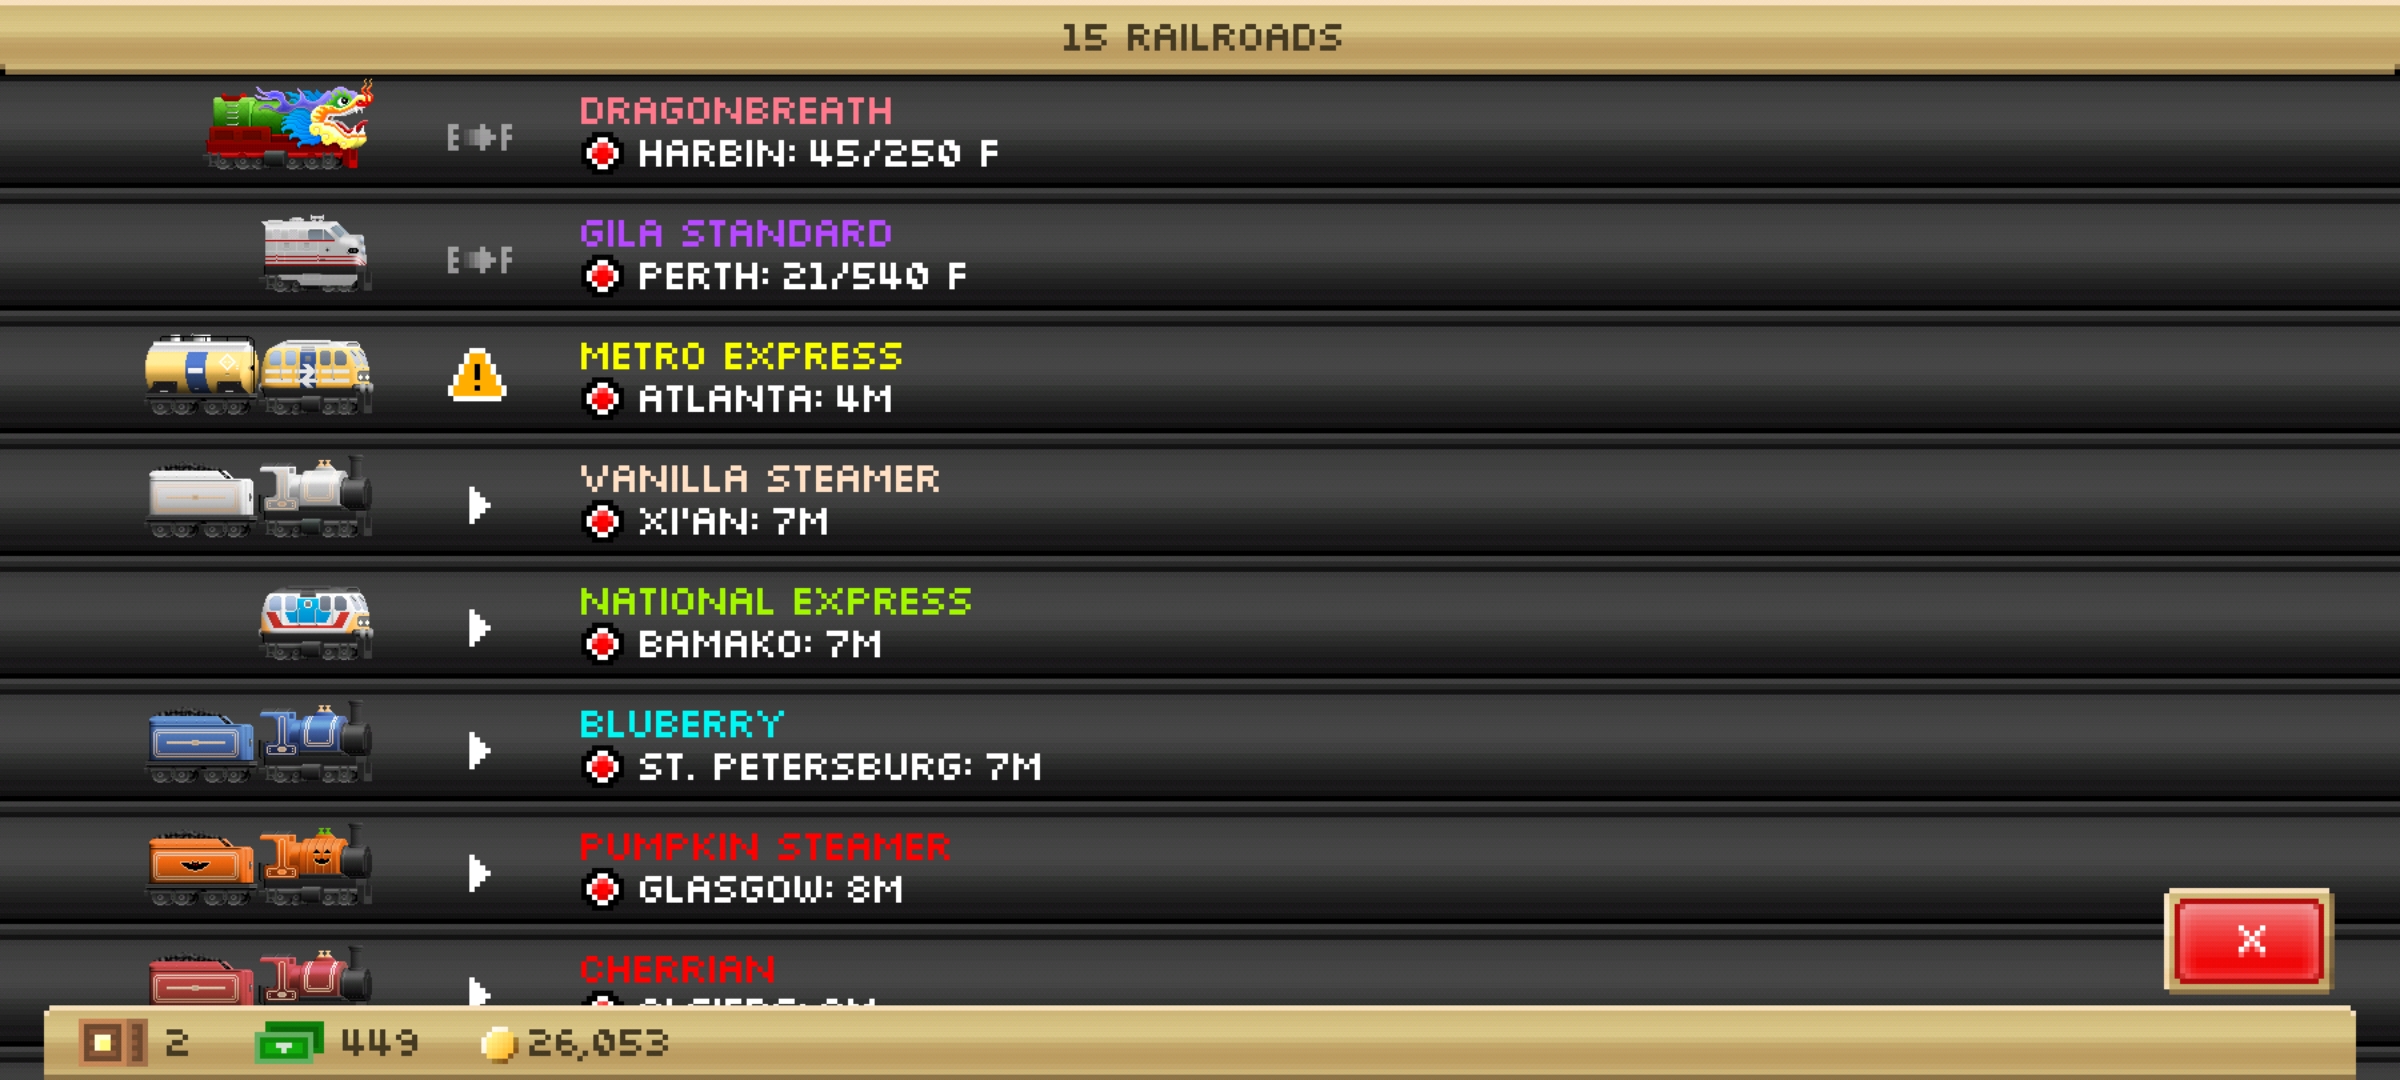 15 RAILROADS
E F
DRAGONBREATH
HARBIN: 45/250 F
E F
GILA STANDARD
PERTH: 21/540 F
METRO EXPRESS
ATLANTA: 4M
VANILLA STEAMER
XI'AN: 7M
NATIONAL EXPRESS
BAMAKO: 7M
BLUBERRY
ST. PETERSBURG: 7M
PUMPKIN STEAMER
GLASGOW: 8M
CHERRIAN
X
2 449 26,053